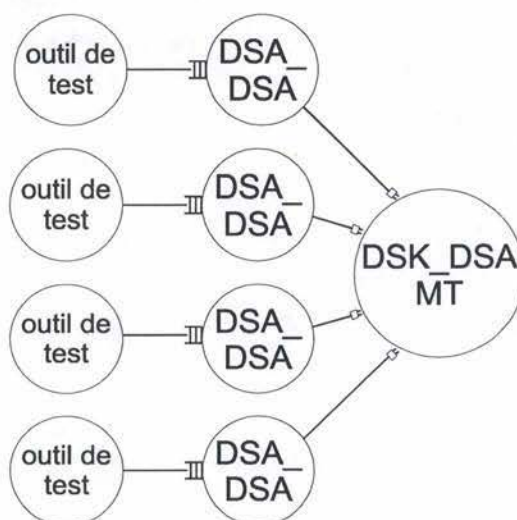 outil de
test
DSA_
DSA
outil de
test
DSA_
DSA
DSK_DSA
MT
outil de
test
DSA_
DSA
outil de
test
DSA_
DSA